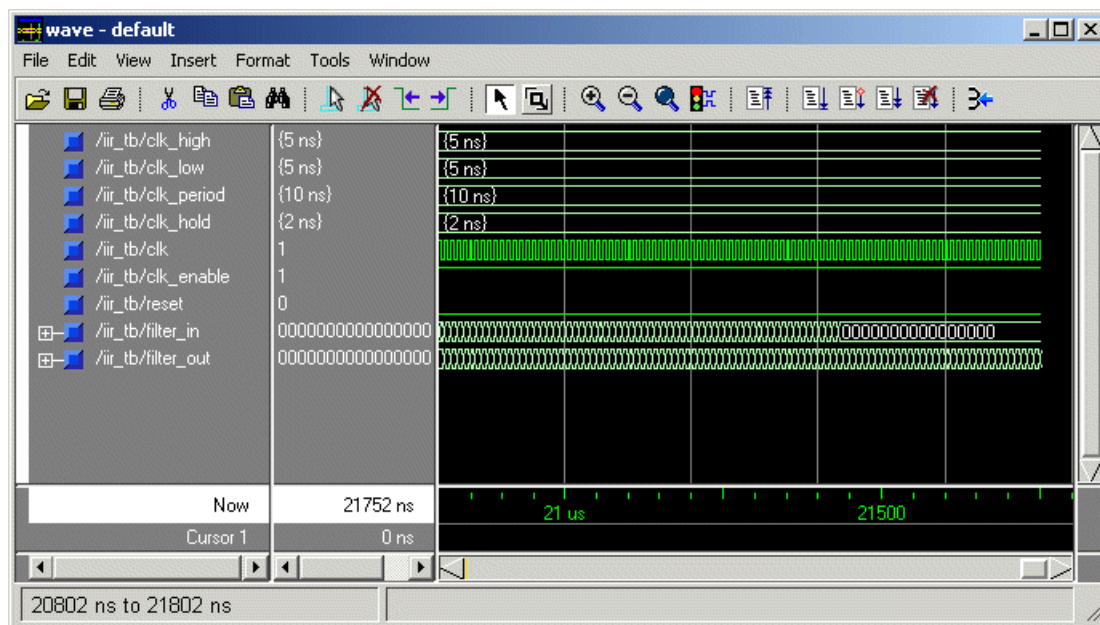 wave - default
File Edit View Insert Format Tools Window
/iir_tb/clk_high {5 ns} {5 ns}
/iir_tb/clk_low {5 ns} {5 ns}
/iir_tb/clk_period {10 ns} {10 ns}
/iir_tb/clk_hold {2 ns} {2 ns}
/iir_tb/clk 1
/iir_tb/clk_enable 1
/iir_tb/reset 0
/iir_tb/filter_in 0000000000000000 0000000000000000
/iir_tb/filter_out 0000000000000000
Now 21752 ns 21 us 21500
Cursor 1 0 ns
20802 ns to 21802 ns